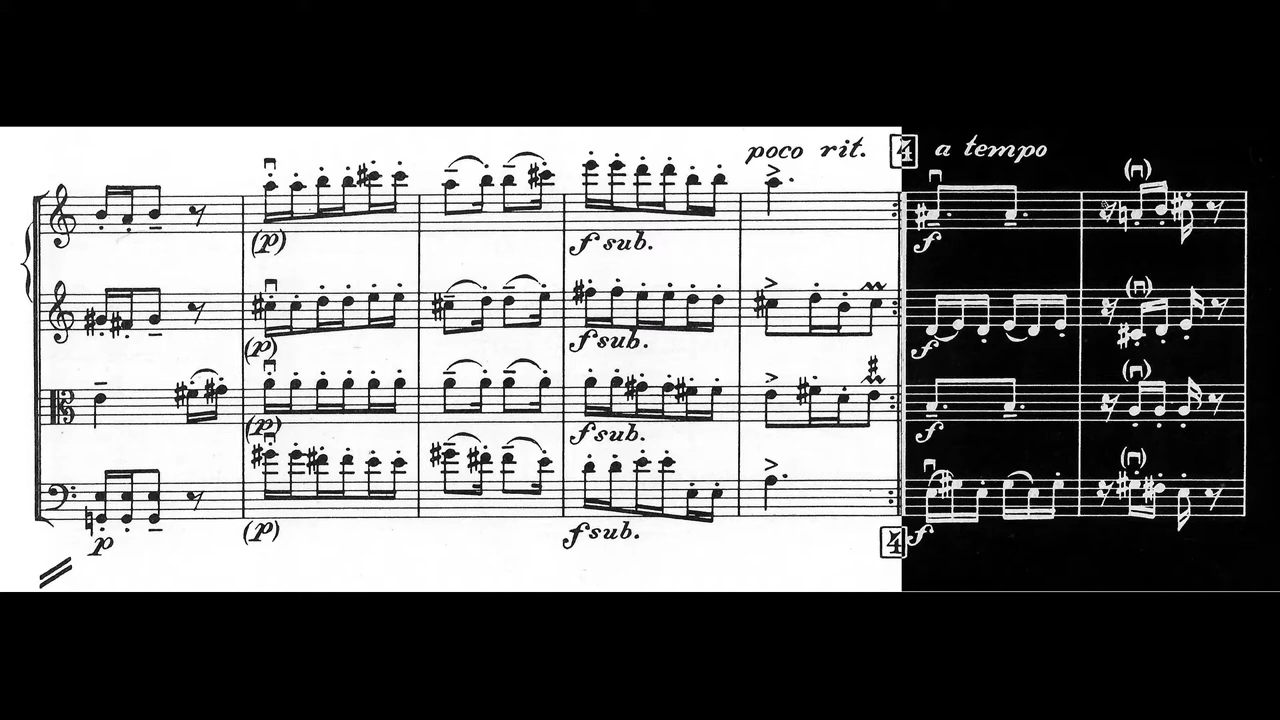 poco rit. 4 a tempo
(p) f sub. f
(p) f sub. f
(p) f sub. f
p (p) f sub. 4 f